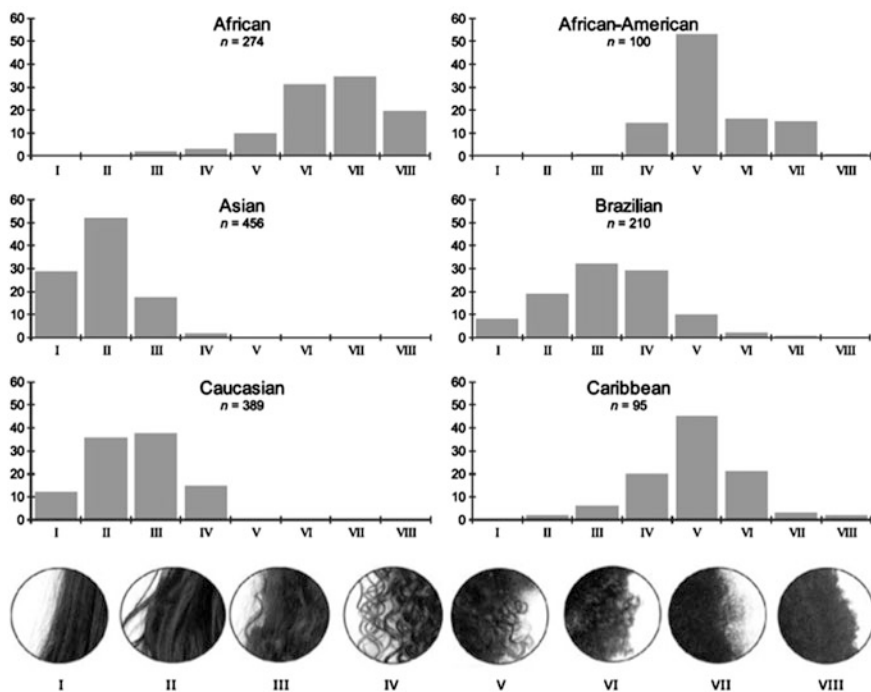 African
n = 274
60
50
40
30
20
10
0
I II III IV V VI VII VIII
African-American
n = 100
60
50
40
30
20
10
0
I II III IV V VI VII VIII
Asian
n = 456
60
50
40
30
20
10
0
I II III IV V VI VII VIII
Brazilian
n = 210
60
50
40
30
20
10
0
I II III IV V VI VII VIII
Caucasian
n = 389
60
50
40
30
20
10
0
I II III IV V VI VII VIII
Caribbean
n = 95
60
50
40
30
20
10
0
I II III IV V VI VII VIII
I II III IV V VI VII VIII